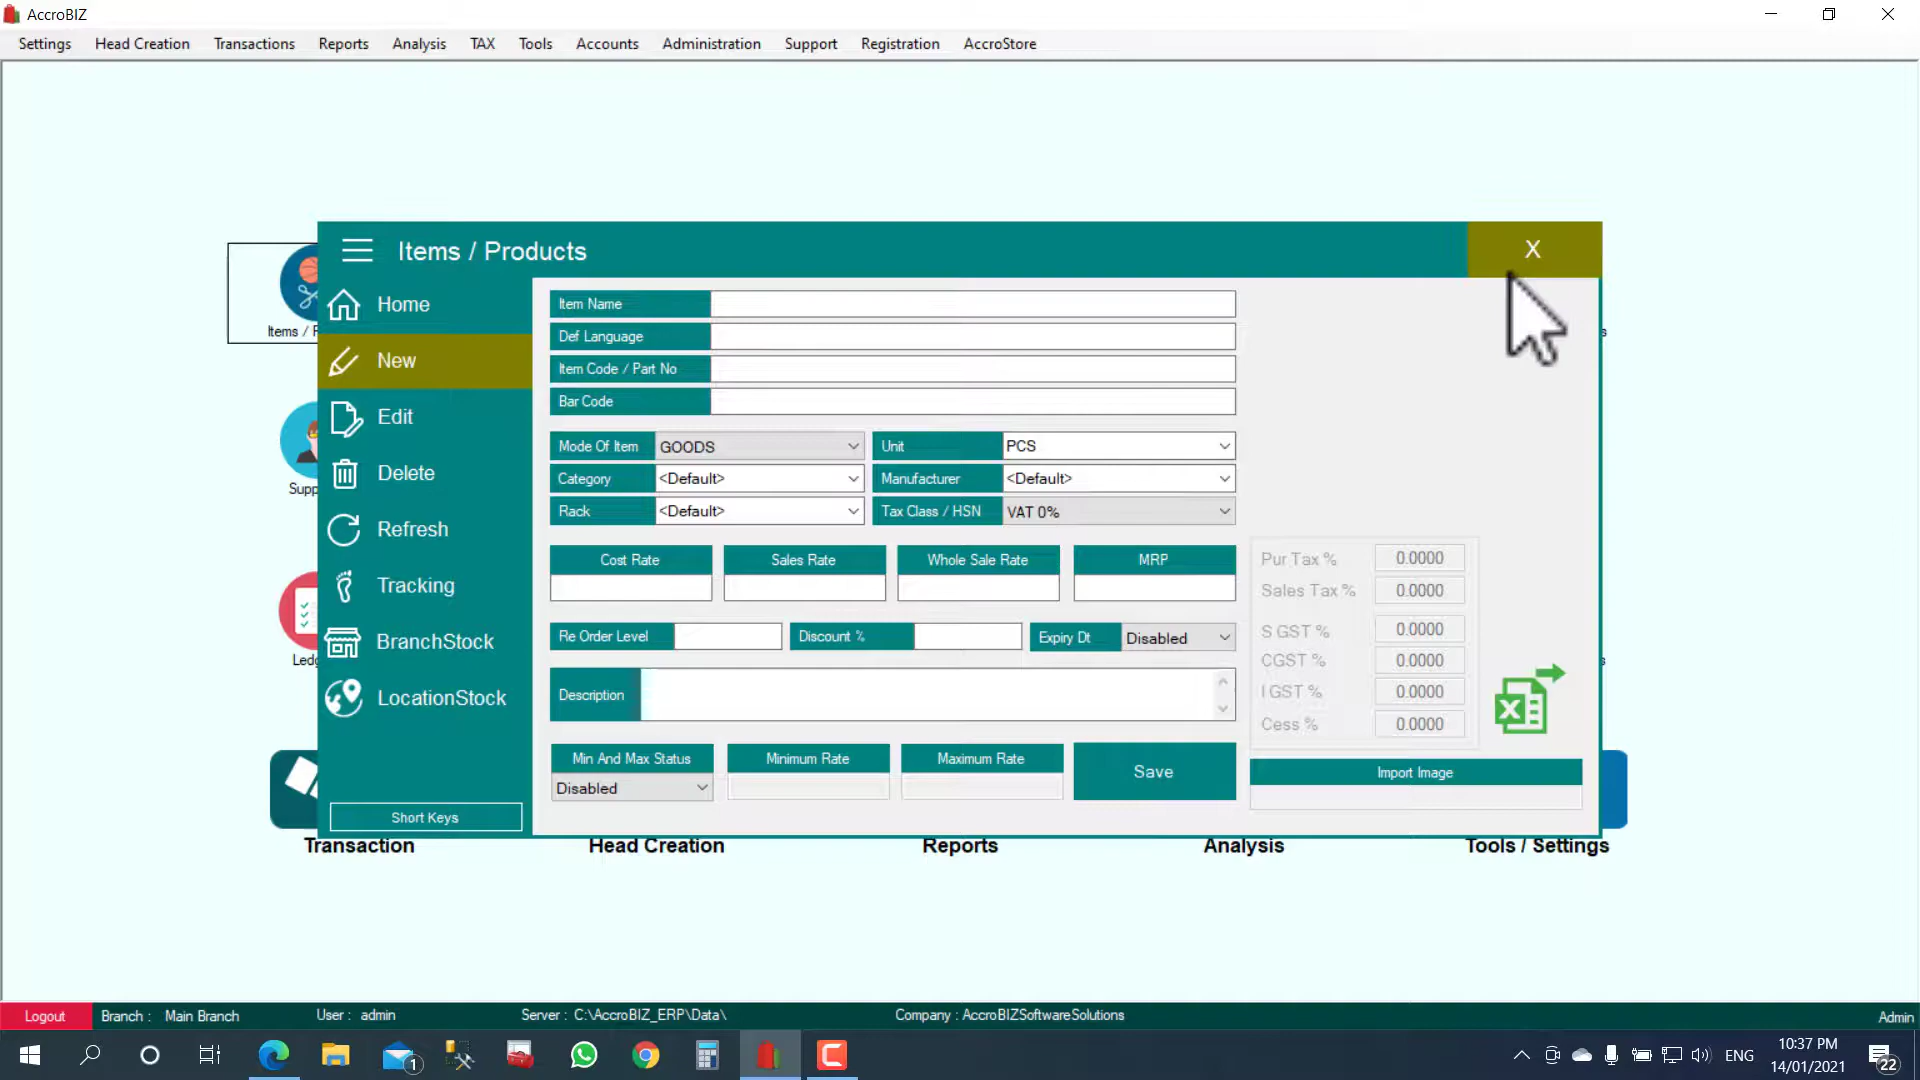 AccroBIZ
Settings Head Creation Transactions Reports Analysis TAX Tools Accounts Administration Support Registration AccroStore
Items / Products X
Home
New
Edit
Delete
Refresh
Tracking
BranchStock
LocationStock
Short Keys
Item Name
Def Language
Item Code / Part No
Bar Code
Mode Of Item GOODS Unit PCS
Category <Default> Manufacturer <Default>
Rack <Default> Tax Class / HSN VAT 0%
Cost Rate Sales Rate Whole Sale Rate MRP
Re Order Level Discount % Expiry Dt Disabled
Description
Min And Max Status Minimum Rate Maximum Rate Save
Disabled
Pur Tax % 0.0000
Sales Tax % 0.0000
S GST % 0.0000
CGST % 0.0000
I GST % 0.0000
Cess % 0.0000
Import Image
Items /
Supp
Ledg
Transaction Head Creation Reports Analysis Tools / Settings
Logout Branch : Main Branch User : admin Server : C:\AccroBIZ_ERP\Data\ Company : AccroBIZSoftwareSolutions Admin
1
ENG
10:37 PM
14/01/2021
22